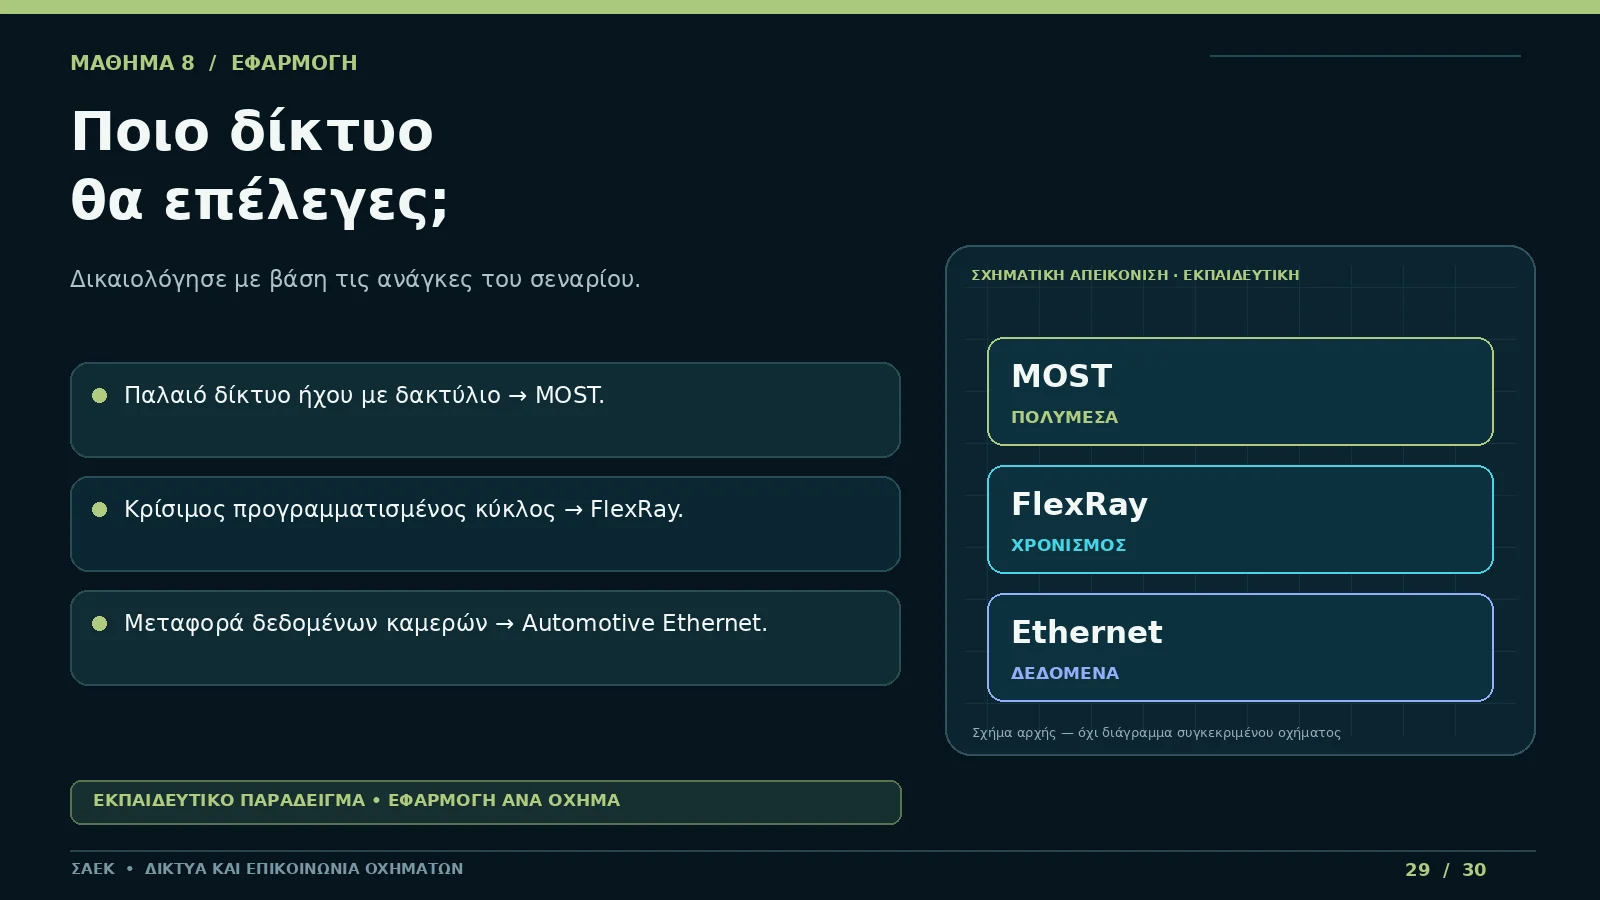 ΜΑΘΗΜΑ 8 / ΕΦΑΡΜΟΓΗ
Ποιο δίκτυο
θα επέλεγες;
Δικαιολόγησε με βάση τις ανάγκες του σεναρίου.
Παλαιό δίκτυο ήχου με δακτύλιο → MOST.
Κρίσιμος προγραμματισμένος κύκλος → FlexRay.
Μεταφορά δεδομένων καμερών → Automotive Ethernet.
ΕΚΠΑΙΔΕΥΤΙΚΟ ΠΑΡΑΔΕΙΓΜΑ • ΕΦΑΡΜΟΓΗ ΑΝΑ ΟΧΗΜΑ
ΣΧΗΜΑΤΙΚΗ ΑΠΕΙΚΟΝΙΣΗ · ΕΚΠΑΙΔΕΥΤΙΚΗ
MOST
ΠΟΛΥΜΕΣΑ
FlexRay
ΧΡΟΝΙΣΜΟΣ
Ethernet
ΔΕΔΟΜΕΝΑ
Σχήμα αρχής — όχι διάγραμμα συγκεκριμένου οχήματος
ΣΑΕΚ • ΔΙΚΤΥΑ ΚΑΙ ΕΠΙΚΟΙΝΩΝΙΑ ΟΧΗΜΑΤΩΝ
29 / 30